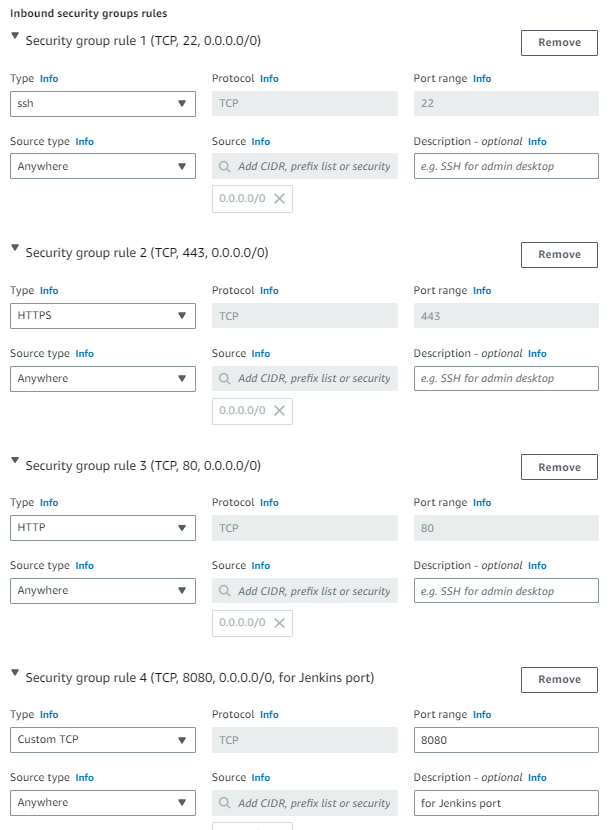 Inbound security groups rules
Security group rule 1 (TCP, 22, 0.0.0.0/0)
Remove
Type Info
Protocol Info
Port range Info
ssh
TCP
22
Source type Info
Source Info
Description - optional Info
Anywhere
Add CIDR, prefix list or security
e.g. SSH for admin desktop
0.0.0.0/0
Security group rule 2 (TCP, 443, 0.0.0.0/0)
Remove
Type Info
Protocol Info
Port range Info
HTTPS
TCP
443
Source type Info
Source Info
Description - optional Info
Anywhere
Add CIDR, prefix list or security
e.g. SSH for admin desktop
0.0.0.0/0
Security group rule 3 (TCP, 80, 0.0.0.0/0)
Remove
Type Info
Protocol Info
Port range Info
HTTP
TCP
80
Source type Info
Source Info
Description - optional Info
Anywhere
Add CIDR, prefix list or security
e.g. SSH for admin desktop
0.0.0.0/0
Security group rule 4 (TCP, 8080, 0.0.0.0/0, for Jenkins port)
Remove
Type Info
Protocol Info
Port range Info
Custom TCP
TCP
8080
Source type Info
Source Info
Description - optional Info
Anywhere
Add CIDR, prefix list or security
for Jenkins port